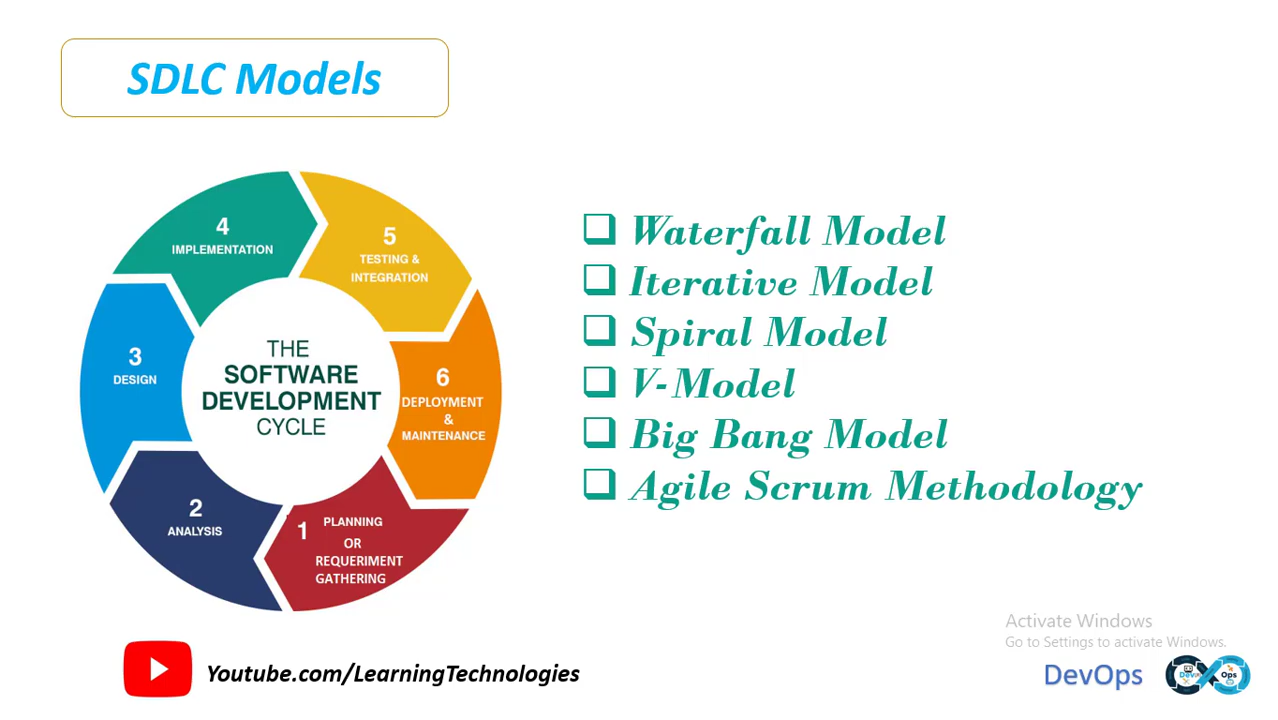 SDLC Models
4
IMPLEMENTATION
5
TESTING &
INTEGRATION
3
DESIGN
THE
SOFTWARE
DEVELOPMENT
CYCLE
6
DEPLOYMENT
&
MAINTENANCE
2
ANALYSIS
1 PLANNING
OR
REQUERIMENT
GATHERING
❑ Waterfall Model
❑ Iterative Model
❑ Spiral Model
❑ V-Model
❑ Big Bang Model
❑ Agile Scrum Methodology
Activate Windows
Go to Settings to activate Windows.
Youtube.com/LearningTechnologies
DevOps
Dev
Ops